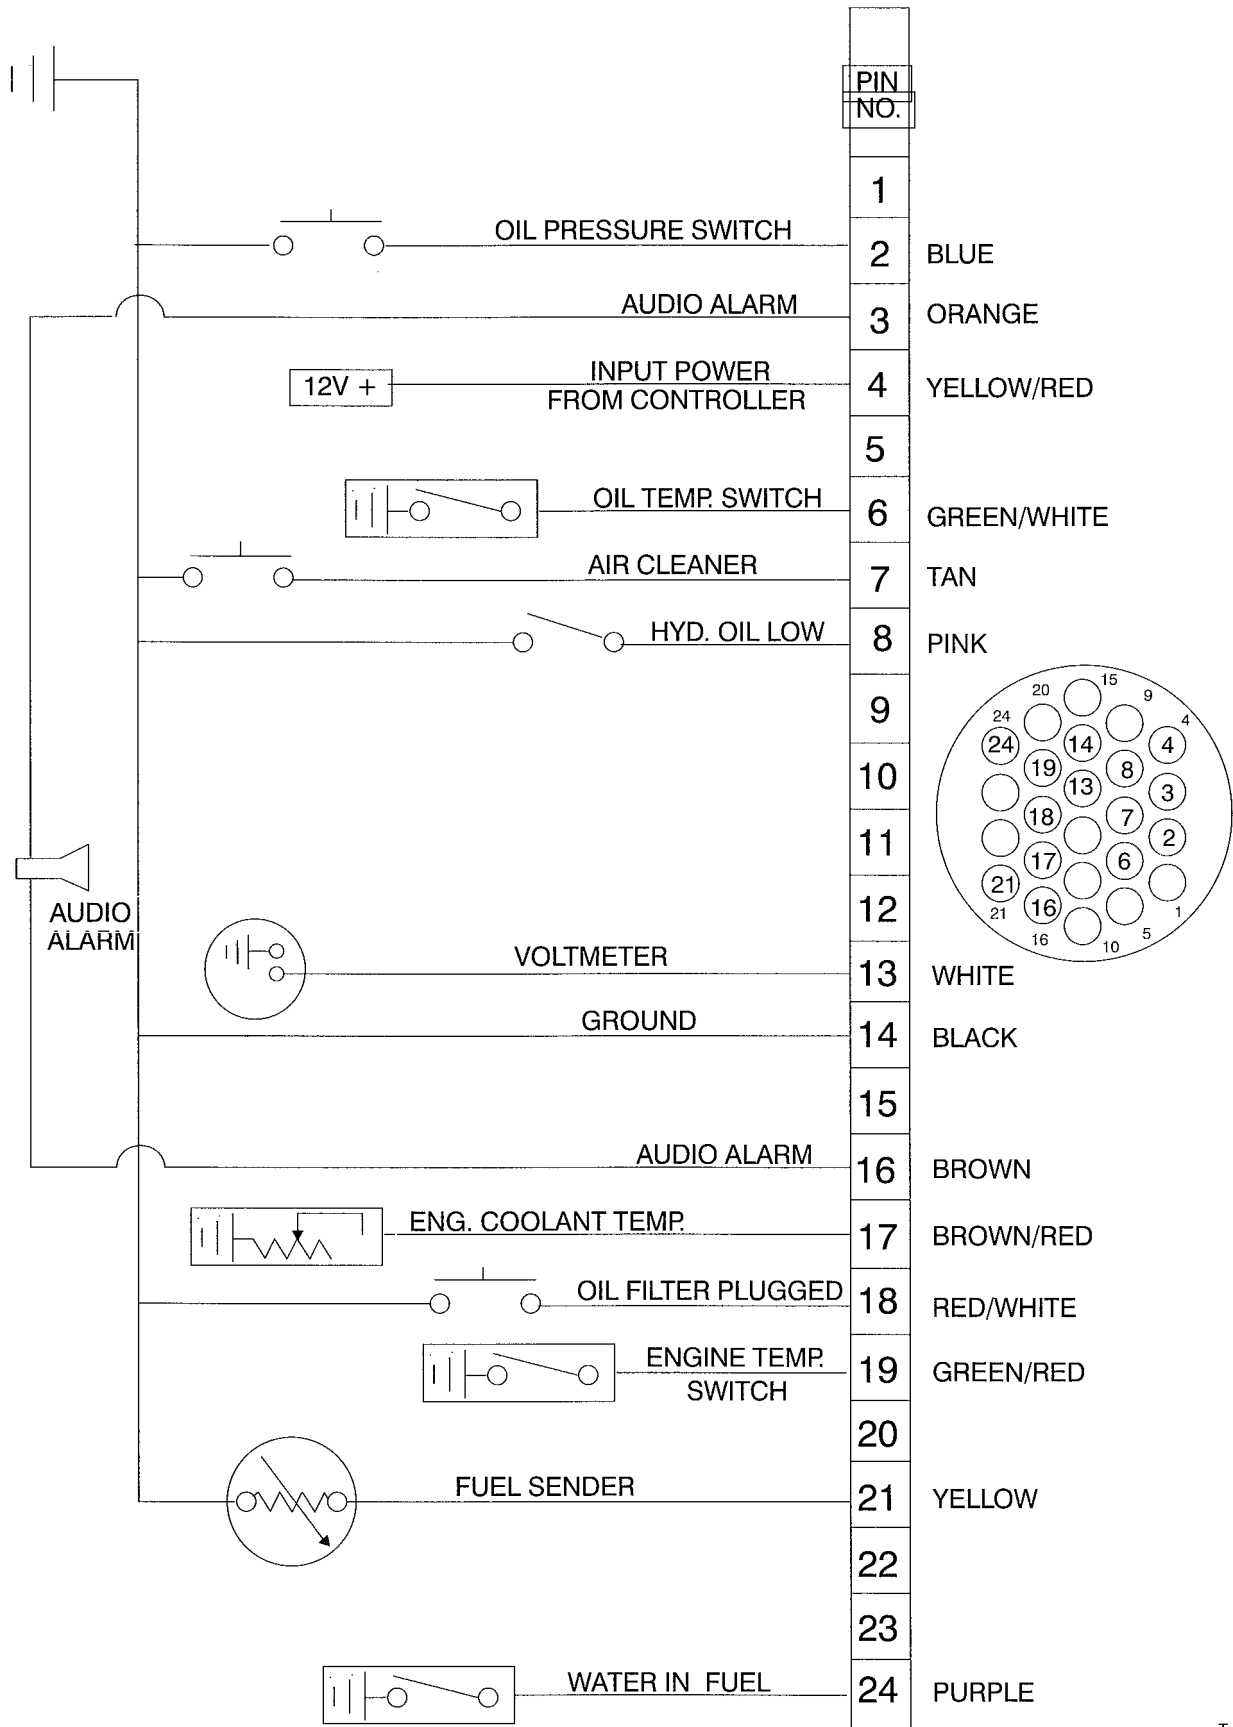 PIN
NO.
1
OIL PRESSURE SWITCH
2 BLUE
AUDIO ALARM
3 ORANGE
12V +
INPUT POWER
FROM CONTROLLER
4 YELLOW/RED
5
OIL TEMP. SWITCH
6 GREEN/WHITE
AIR CLEANER
7 TAN
HYD. OIL LOW
8 PINK
9
10
11
12
AUDIO
ALARM
VOLTMETER
13 WHITE
GROUND
14 BLACK
15
AUDIO ALARM
16 BROWN
ENG. COOLANT TEMP.
17 BROWN/RED
OIL FILTER PLUGGED
18 RED/WHITE
ENGINE TEMP.
SWITCH
19 GREEN/RED
20
FUEL SENDER
21 YELLOW
22
23
WATER IN FUEL
24 PURPLE
20 15 9
24 4
24 14 4
19 8
13 3
18 7
2
17 6
21
16
21 1
16 10 5